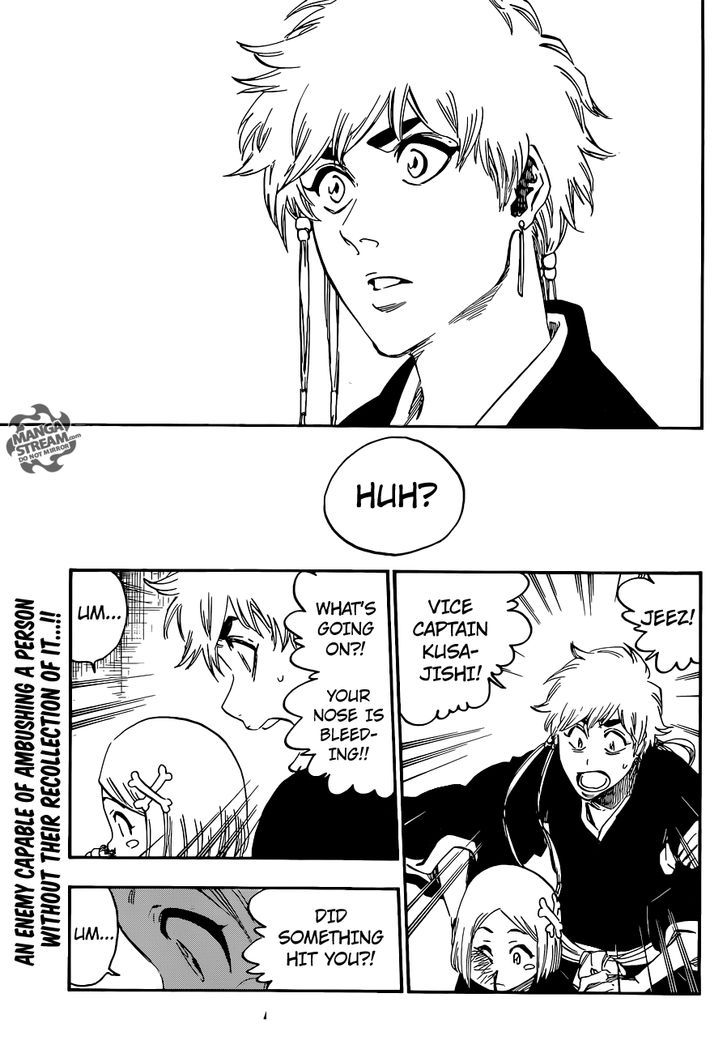 MANGA
STREAM.com
DO NOT MIRROR
HUH?
JEEZ!
VICE
CAPTAIN
KUSA-
JISHI!
WHAT'S
GOING
ON?!
YOUR
NOSE IS
BLEED-
ING!!
UM...
DID
SOMETHING
HIT YOU?!
UM...
AN ENEMY CAPABLE OF AMBUSHING A PERSON
WITHOUT THEIR RECOLLECTION OF IT...!!